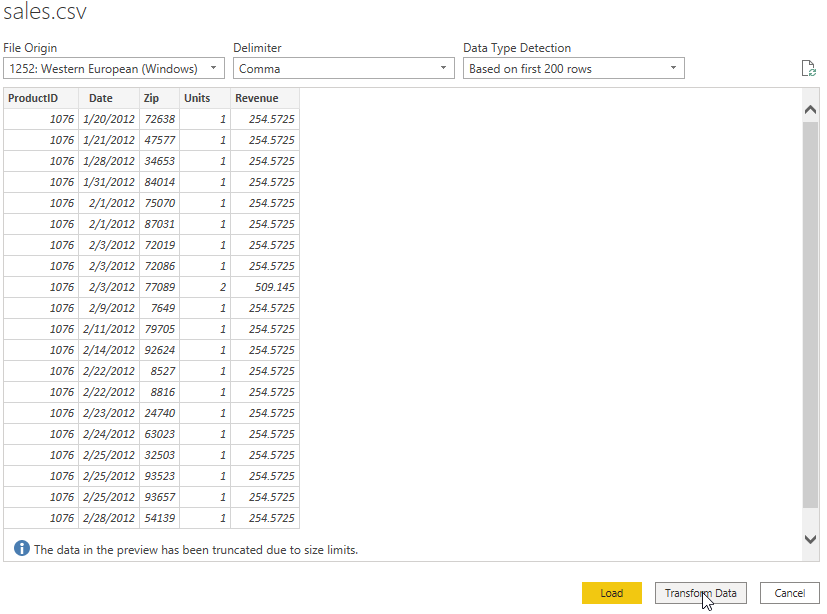 sales.csv
File Origin Delimiter Data Type Detection
1252: Western European (Windows) Comma Based on first 200 rows
ProductID Date Zip Units Revenue
1076 1/20/2012 72638 1 254.5725
1076 1/21/2012 47577 1 254.5725
1076 1/28/2012 34653 1 254.5725
1076 1/31/2012 84014 1 254.5725
1076 2/1/2012 75070 1 254.5725
1076 2/1/2012 87031 1 254.5725
1076 2/3/2012 72019 1 254.5725
1076 2/3/2012 72086 1 254.5725
1076 2/3/2012 77089 2 509.145
1076 2/9/2012 7649 1 254.5725
1076 2/11/2012 79705 1 254.5725
1076 2/14/2012 92624 1 254.5725
1076 2/22/2012 8527 1 254.5725
1076 2/22/2012 8816 1 254.5725
1076 2/23/2012 24740 1 254.5725
1076 2/24/2012 63023 1 254.5725
1076 2/25/2012 32503 1 254.5725
1076 2/25/2012 93523 1 254.5725
1076 2/25/2012 93657 1 254.5725
1076 2/28/2012 54139 1 254.5725
The data in the preview has been truncated due to size limits.
Load Transform Data Cancel